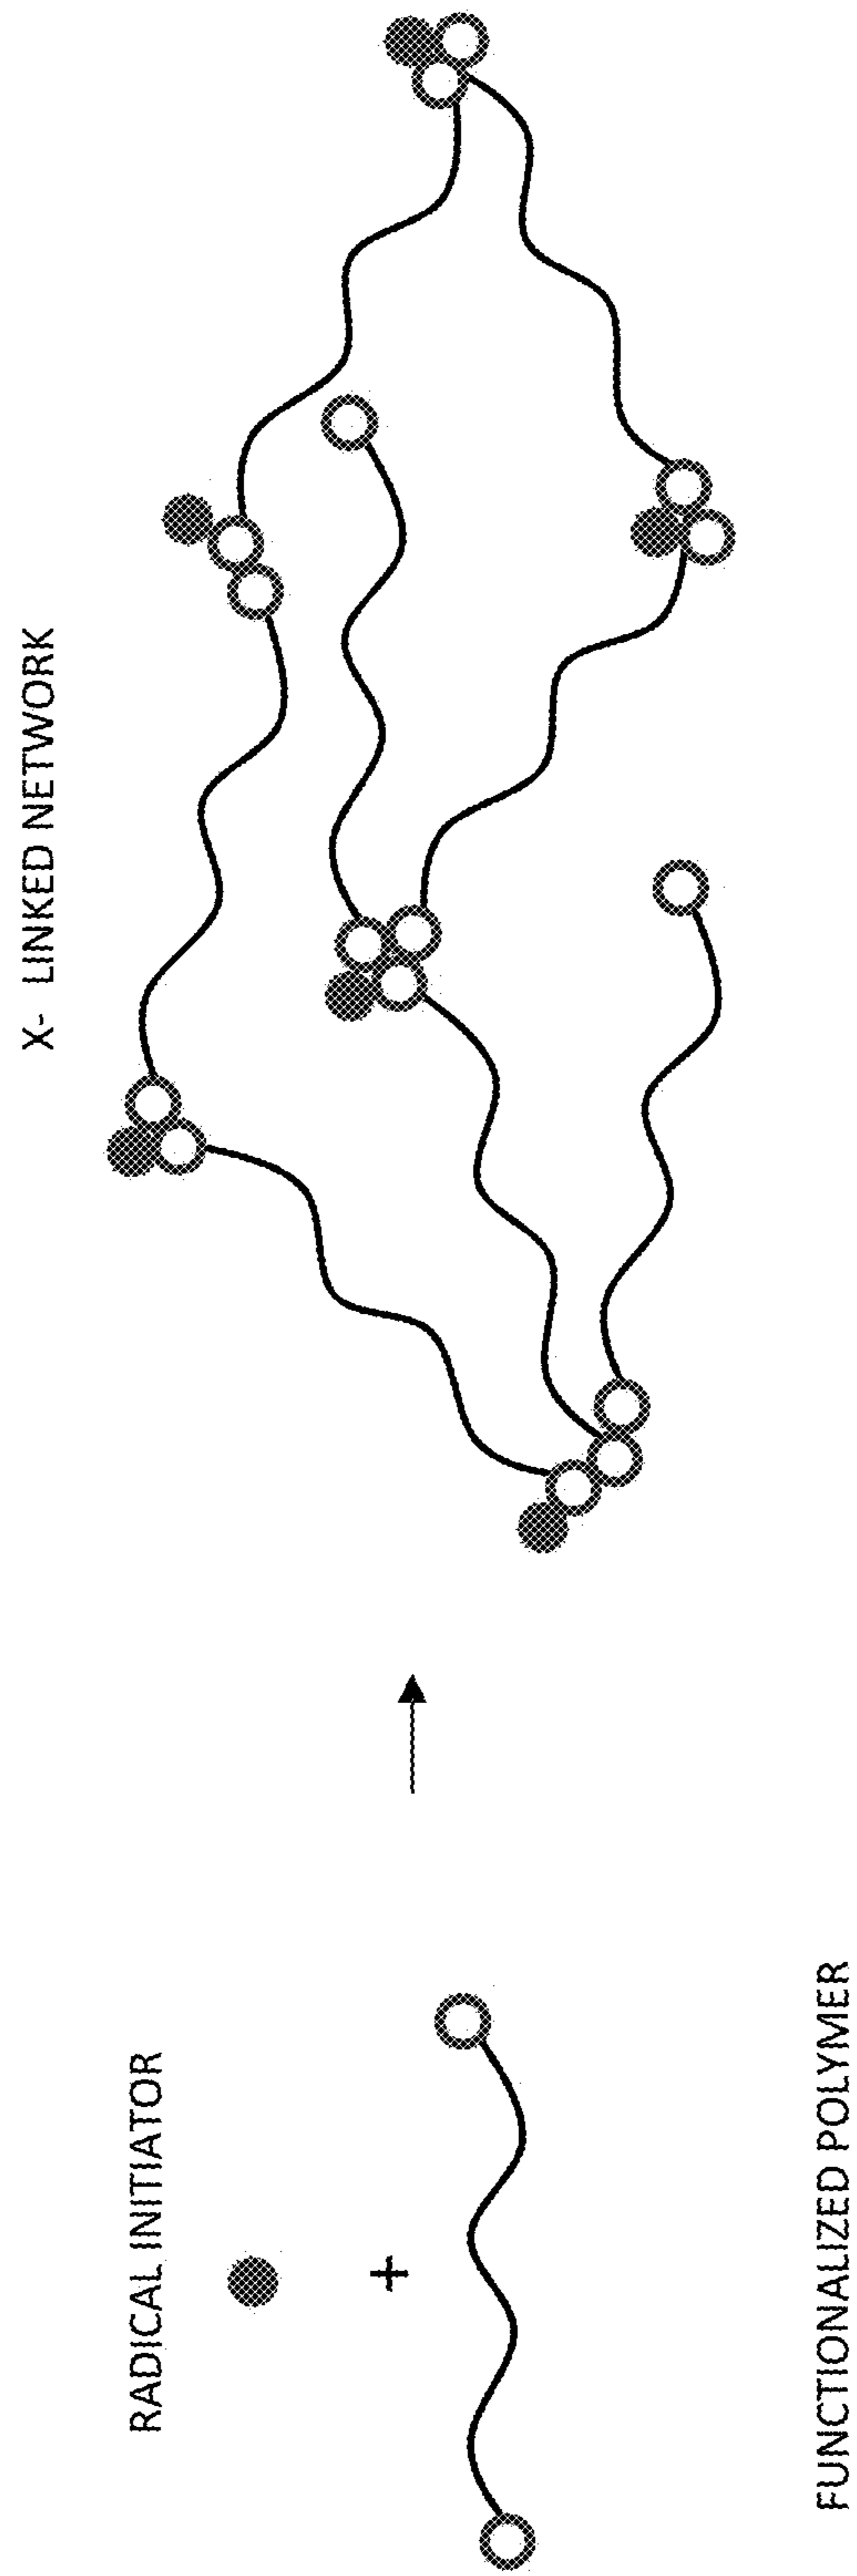 RADICAL INITIATOR
+
FUNCTIONALIZED POLYMER
X- LINKED NETWORK